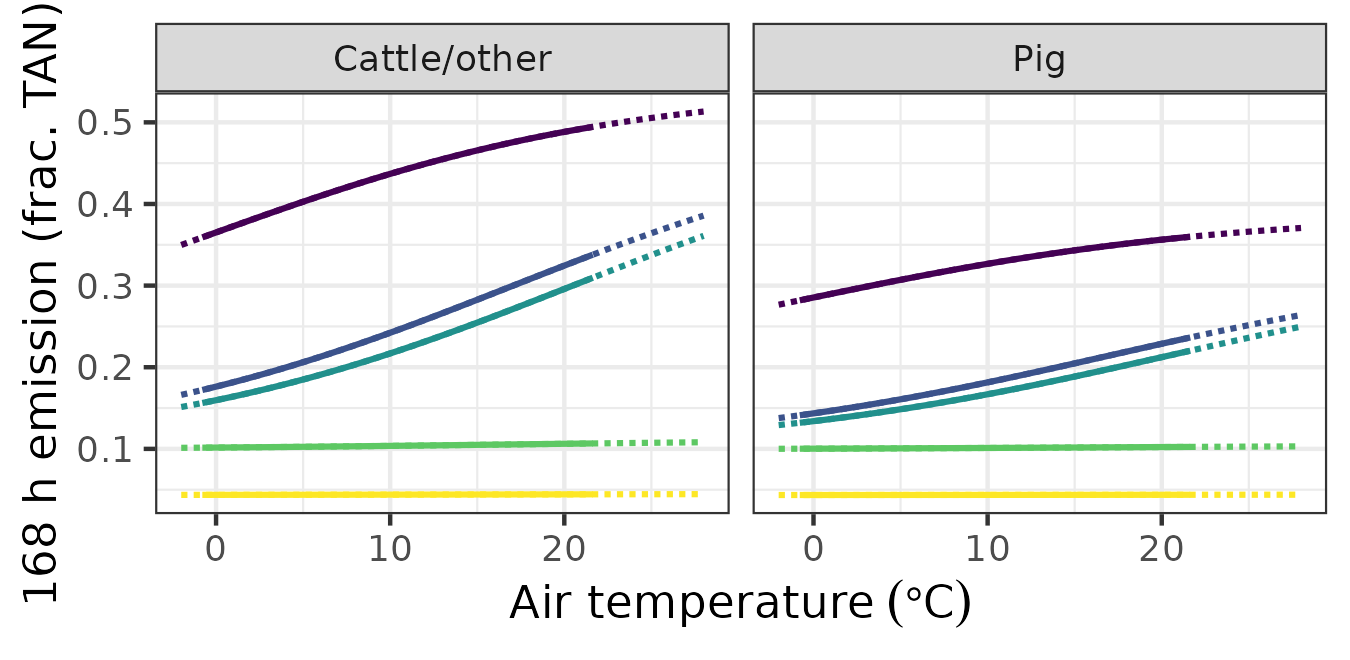 168 h emission (frac. TAN)
Cattle/other
Pig
0.5
0.4
0.3
0.2
0.1
0 10 20 0 10 20
Air temperature (°C)